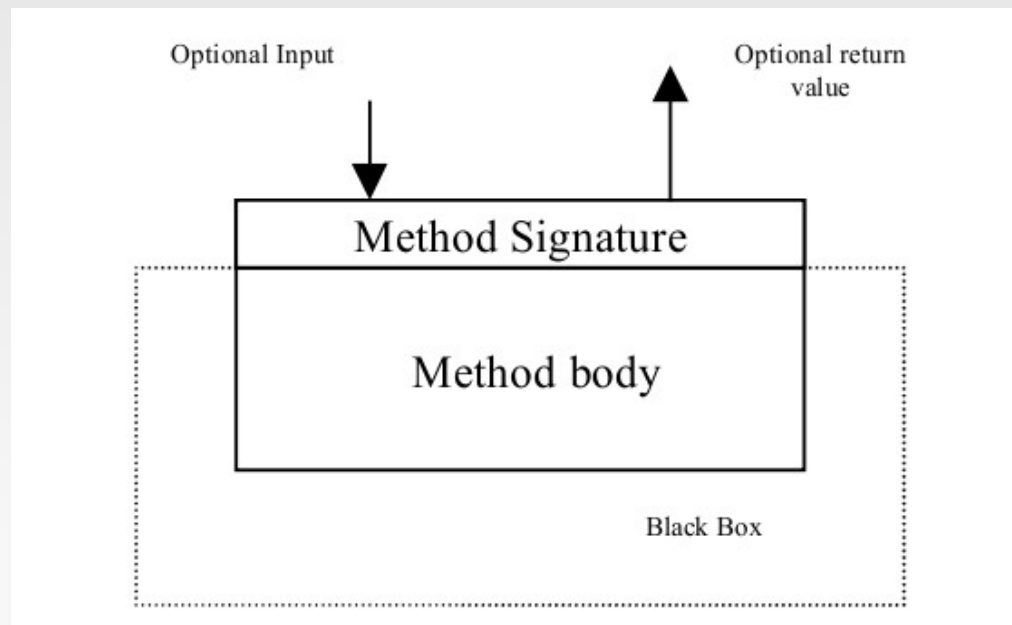 Optional Input
Optional return
value
Method Signature
Method body
Black Box